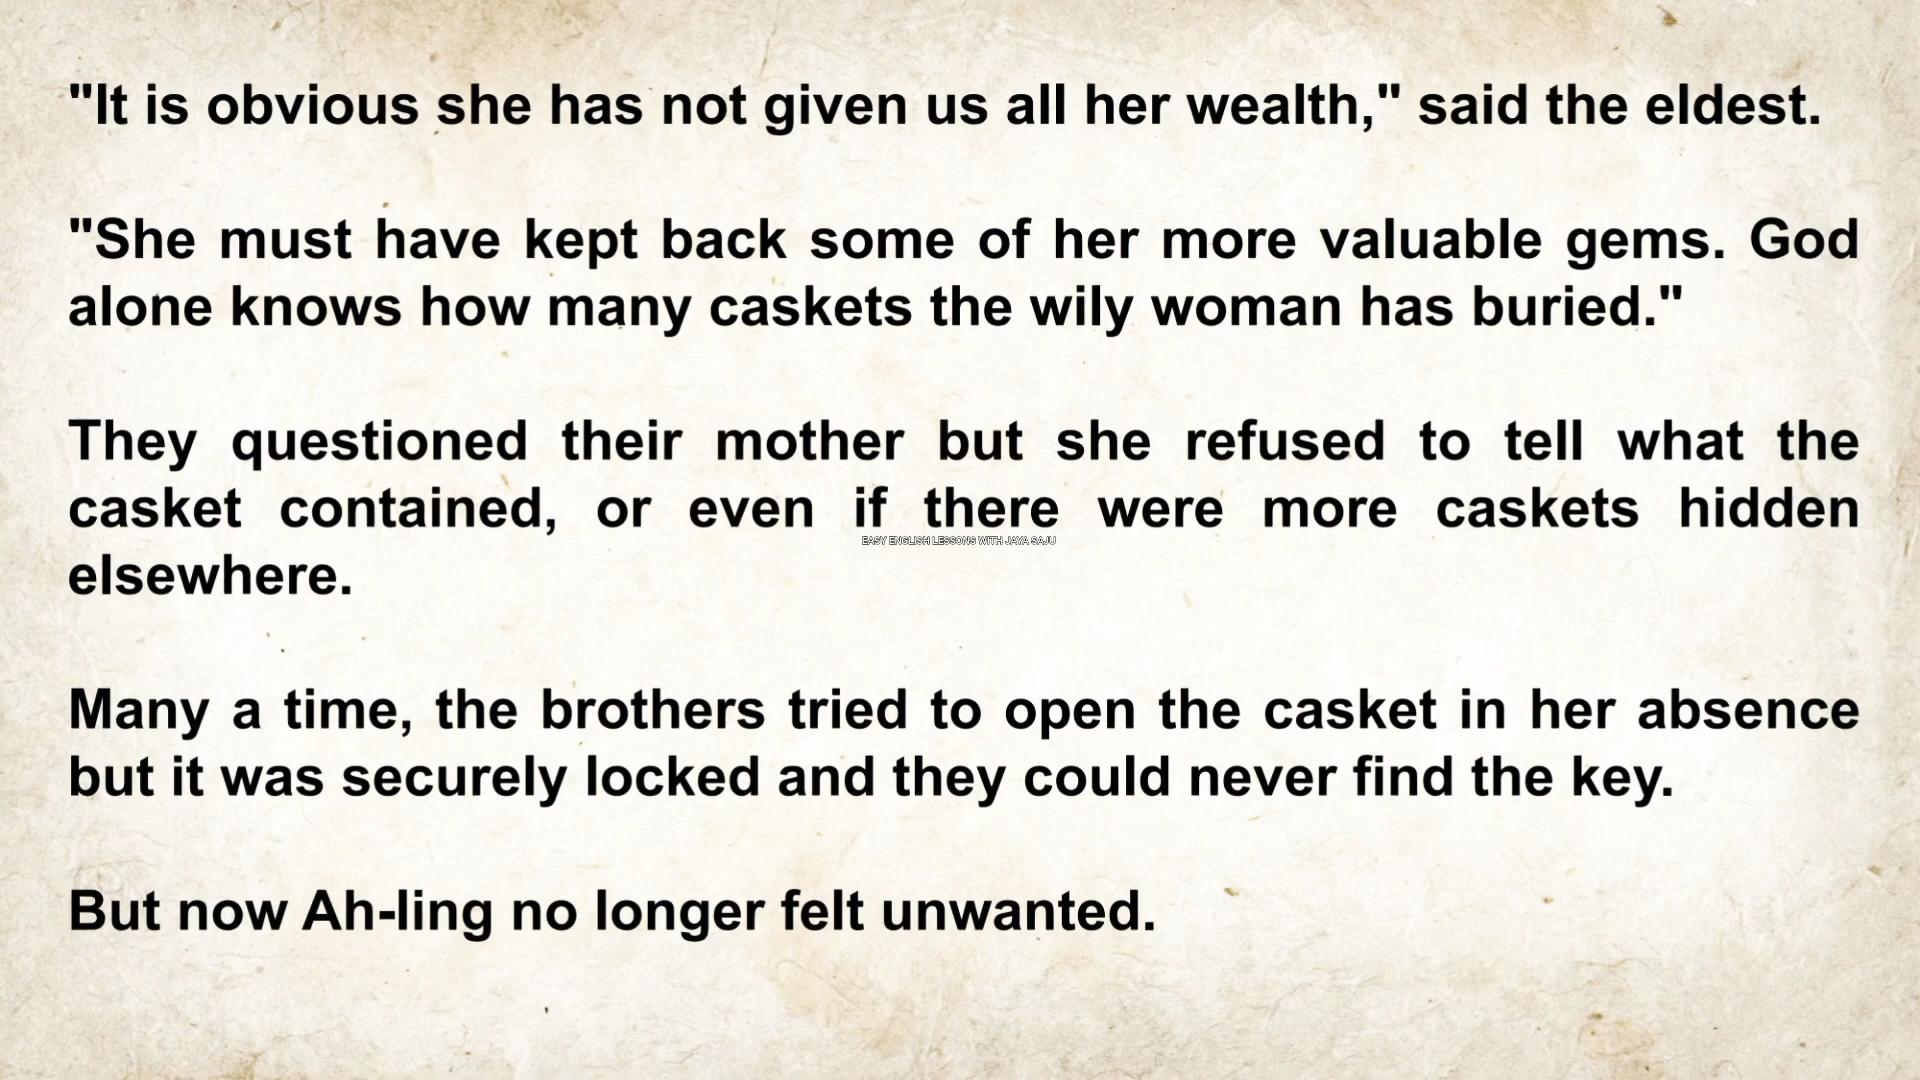 "It is obvious she has not given us all her wealth," said the eldest.
"She must have kept back some of her more valuable gems. God
alone knows how many caskets the wily woman has buried."
They questioned their mother but she refused to tell what the
casket contained, or even if there were more caskets hidden
EASY ENGLISH LESSONS WITH JAYA SAJU
elsewhere.
Many a time, the brothers tried to open the casket in her absence
but it was securely locked and they could never find the key.
But now Ah-ling no longer felt unwanted.